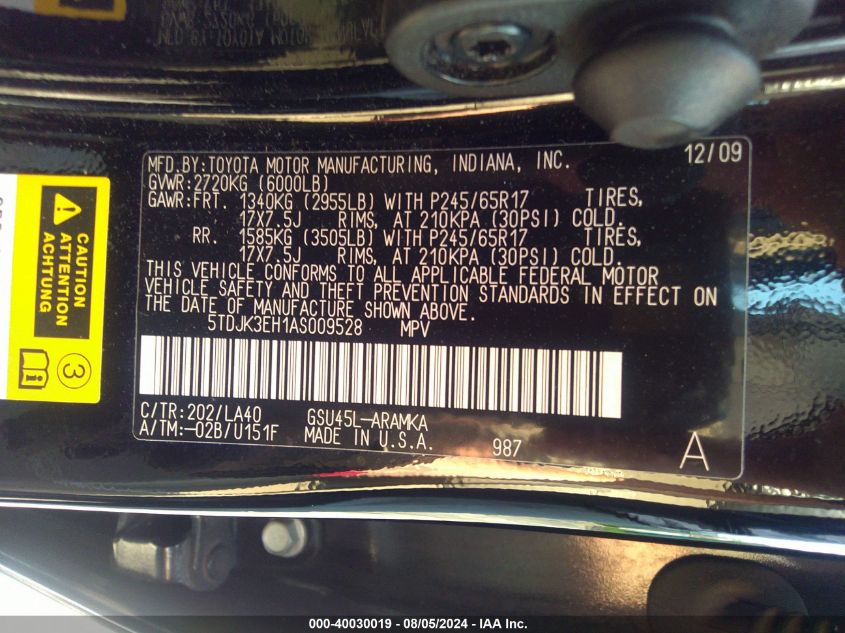 MFD.BY:TOYOTA MOTOR MANUFACTURING, INDIANA, INC. 12/09
GVWR:2720KG (6000LB)
GAWR:FRT. 1340KG (2955LB) WITH P245/65R17 TIRES,
17X7.5J RIMS, AT 210KPA (30PSI) COLD.
RR. 1585KG (3505LB) WITH P245/65R17 TIRES,
17X7.5J RIMS, AT 210KPA (30PSI) COLD.
THIS VEHICLE CONFORMS TO ALL APPLICABLE FEDERAL MOTOR
VEHICLE SAFETY AND THEFT PREVENTION STANDARDS IN EFFECT ON
THE DATE OF MANUFACTURE SHOWN ABOVE.
5TDJK3EH1AS009528 MPV
C/TR:202/LA40 GSU45L-ARAMKA
A/TM:-02B/U151F MADE IN U.S.A. 987 A
CAUTION
ATTENTION
ACHTUNG
3
000-40030019 - 08/05/2024 - IAA Inc.